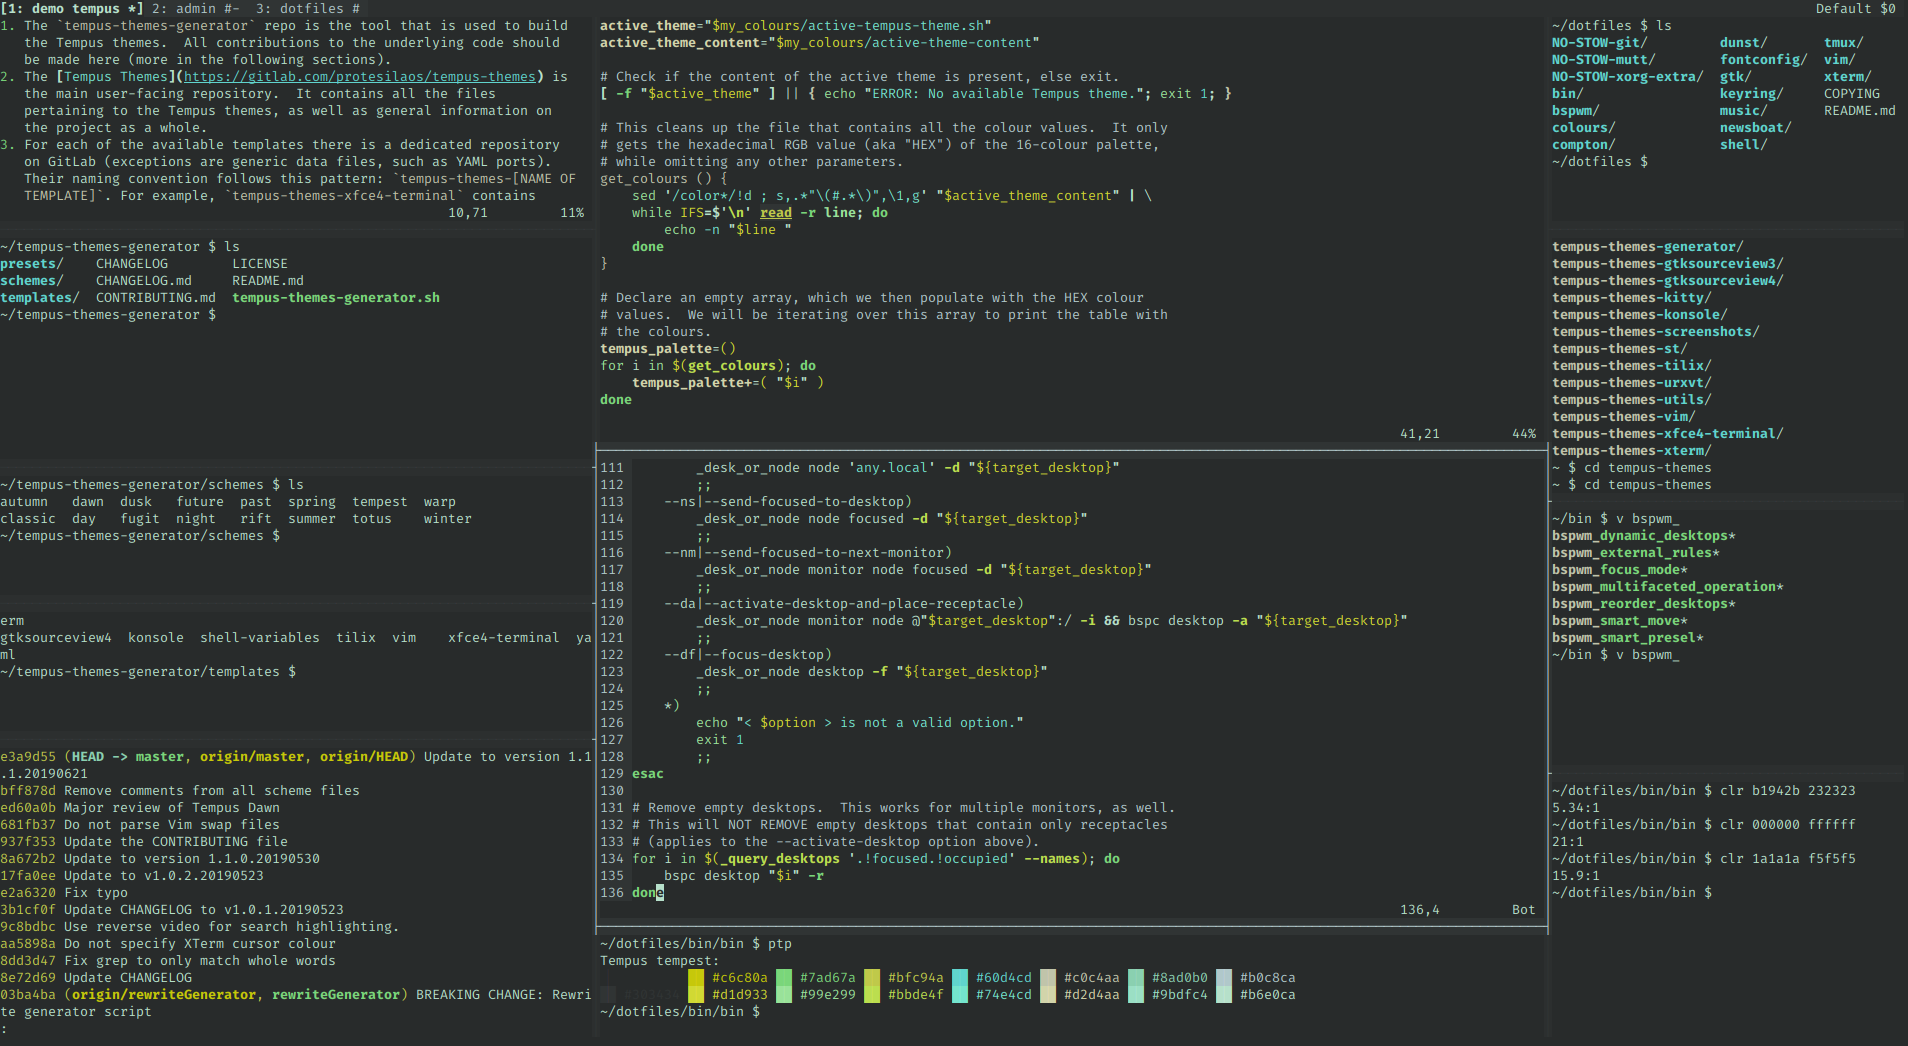 [1: demo tempus *] 2: admin #-  3: dotfiles #
Default $0
1. The `tempus-themes-generator` repo is the tool that is used to build
the Tempus themes.  All contributions to the underlying code should
be made here (more in the following sections).
2. The [Tempus Themes](https://gitlab.com/protesilaos/tempus-themes) is
the main user-facing repository.  It contains all the files
pertaining to the Tempus themes, as well as general information on
the project as a whole.
3. For each of the available templates there is a dedicated repository
on GitLab (exceptions are generic data files, such as YAML ports).
Their naming convention follows this pattern: `tempus-themes-[NAME OF
TEMPLATE]`. For example, `tempus-themes-xfce4-terminal` contains
10,71         11%
~/tempus-themes-generator $ ls
presets/    CHANGELOG        LICENSE
schemes/    CHANGELOG.md     README.md
templates/  CONTRIBUTING.md  tempus-themes-generator.sh
~/tempus-themes-generator $
~/tempus-themes-generator/schemes $ ls
autumn   dawn  dusk   future  past  spring  tempest  warp
classic  day   fugit  night   rift  summer  totus    winter
~/tempus-themes-generator/schemes $
erm
gtksourceview4  konsole  shell-variables  tilix  vim    xfce4-terminal  ya
ml
~/tempus-themes-generator/templates $
e3a9d55 (HEAD -> master, origin/master, origin/HEAD) Update to version 1.1
.1.20190621
bff878d Remove comments from all scheme files
ed60a0b Major review of Tempus Dawn
681fb37 Do not parse Vim swap files
937f353 Update the CONTRIBUTING file
8a672b2 Update to version 1.1.0.20190530
17fa0ee Update to v1.0.2.20190523
e2a6320 Fix typo
3b1cf0f Update CHANGELOG to v1.0.1.20190523
9c8bdbc Use reverse video for search highlighting.
aa5898a Do not specify XTerm cursor colour
8dd3d47 Fix grep to only match whole words
8e72d69 Update CHANGELOG
03ba4ba (origin/rewriteGenerator, rewriteGenerator) BREAKING CHANGE: Rewri
te generator script
:
active_theme="$my_colours/active-tempus-theme.sh"
active_theme_content="$my_colours/active-theme-content"
# Check if the content of the active theme is present, else exit.
[ -f "$active_theme" ] || { echo "ERROR: No available Tempus theme."; exit 1; }
# This cleans up the file that contains all the colour values.  It only
# gets the hexadecimal RGB value (aka "HEX") of the 16-colour palette,
# while omitting any other parameters.
get_colours () {
sed '/color*/!d ; s,.*"\(#.*\)",\1,g' "$active_theme_content" | \
while IFS=$'\n' read -r line; do
echo -n "$line "
done
}
# Declare an empty array, which we then populate with the HEX colour
# values.  We will be iterating over this array to print the table with
# the colours.
tempus_palette=()
for i in $(get_colours); do
tempus_palette+=( "$i" )
done
41,21         44%
111         _desk_or_node node 'any.local' -d "${target_desktop}"
112         ;;
113     --ns|--send-focused-to-desktop)
114         _desk_or_node node focused -d "${target_desktop}"
115         ;;
116     --nm|--send-focused-to-next-monitor)
117         _desk_or_node monitor node focused -d "${target_desktop}"
118         ;;
119     --da|--activate-desktop-and-place-receptacle)
120         _desk_or_node monitor node @"$target_desktop":/ -i && bspc desktop -a "${target_desktop}"
121         ;;
122     --df|--focus-desktop)
123         _desk_or_node desktop -f "${target_desktop}"
124         ;;
125     *)
126         echo "< $option > is not a valid option."
127         exit 1
128         ;;
129 esac
130
131 # Remove empty desktops.  This works for multiple monitors, as well.
132 # This will NOT REMOVE empty desktops that contain only receptacles
133 # (applies to the --activate-desktop option above).
134 for i in $(_query_desktops '.!focused.!occupied' --names); do
135     bspc desktop "$i" -r
136 done
136,4         Bot
~/dotfiles/bin/bin $ ptp
Tempus tempest:
#c6c80a #7ad67a #bfc94a #60d4cd #c0c4aa #8ad0b0 #b0c8ca
#d1d933 #99e299 #bbde4f #74e4cd #d2d4aa #9bdfc4 #b6e0ca
~/dotfiles/bin/bin $
~/dotfiles $ ls
NO-STOW-git/         dunst/       tmux/
NO-STOW-mutt/        fontconfig/  vim/
NO-STOW-xorg-extra/  gtk/         xterm/
bin/                 keyring/     COPYING
bspwm/               music/       README.md
colours/             newsboat/
compton/             shell/
~/dotfiles $
tempus-themes-generator/
tempus-themes-gtksourceview3/
tempus-themes-gtksourceview4/
tempus-themes-kitty/
tempus-themes-konsole/
tempus-themes-screenshots/
tempus-themes-st/
tempus-themes-tilix/
tempus-themes-urxvt/
tempus-themes-utils/
tempus-themes-vim/
tempus-themes-xfce4-terminal/
tempus-themes-xterm/
~ $ cd tempus-themes
~ $ cd tempus-themes
~/bin $ v bspwm_
bspwm_dynamic_desktops*
bspwm_external_rules*
bspwm_focus_mode*
bspwm_multifaceted_operation*
bspwm_reorder_desktops*
bspwm_smart_move*
bspwm_smart_presel*
~/bin $ v bspwm_
~/dotfiles/bin/bin $ clr b1942b 232323
5.34:1
~/dotfiles/bin/bin $ clr 000000 ffffff
21:1
~/dotfiles/bin/bin $ clr 1a1a1a f5f5f5
15.9:1
~/dotfiles/bin/bin $